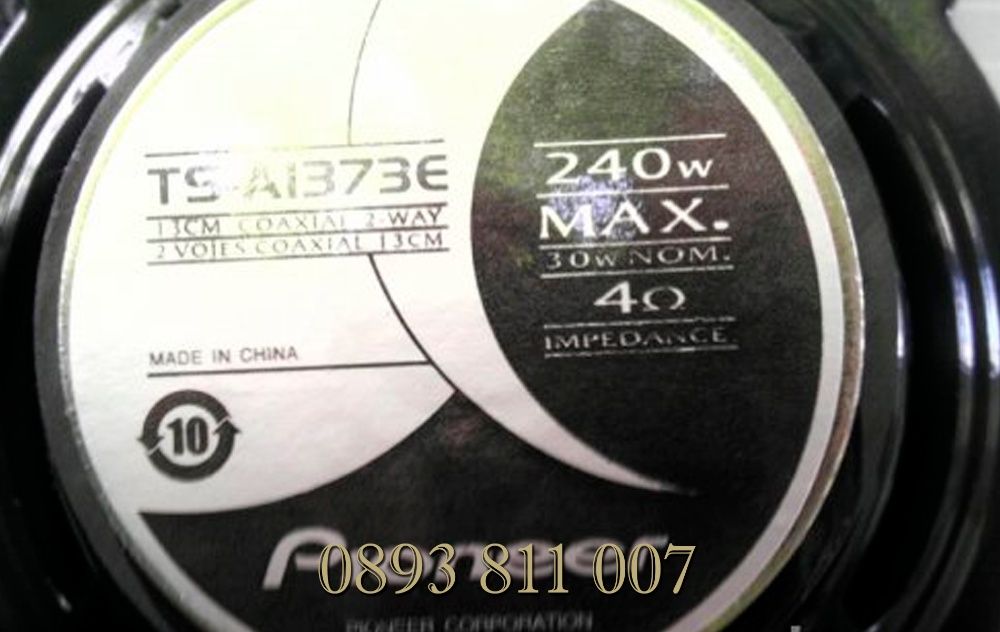 TS-A1373E
13CM COAXIAL 2-WAY
2 VOIES COAXIAL 13CM
240W
MAX.
30W NOM.
4Ω
IMPEDANCE
MADE IN CHINA
10
Pioneer
0893 811 007
PIONEER CORPORATION